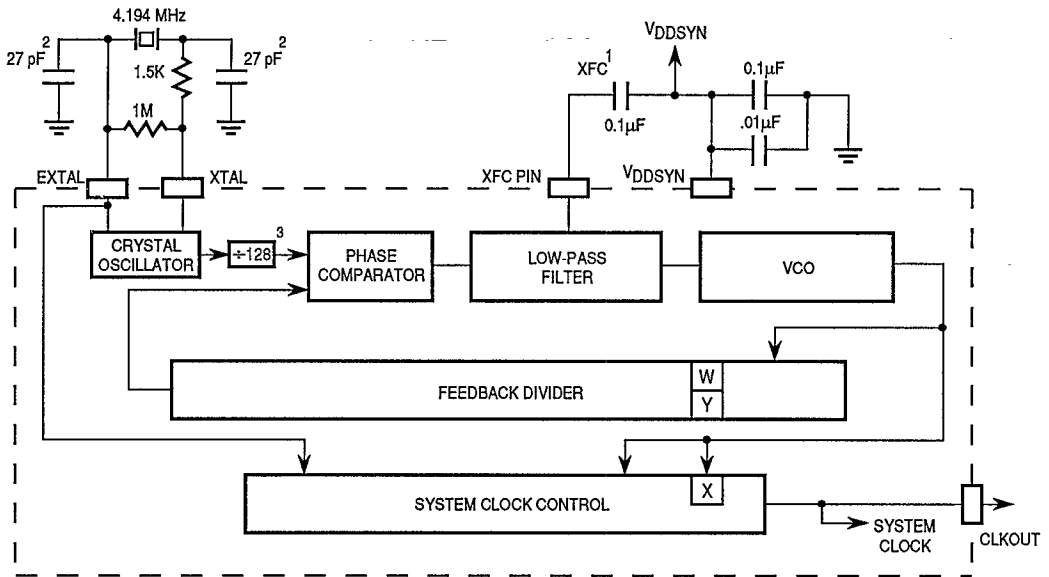 4.194 MHz
2
27 pF
2
27 pF
1.5K
1M
VDDSYN
XFC1
0.1µF
0.1µF
.01µF
EXTAL
XTAL
XFC PIN
VDDSYN
CRYSTAL
OSCILLATOR
÷128
3
PHASE
COMPARATOR
LOW-PASS
FILTER
VCO
FEEDBACK DIVIDER
W
Y
SYSTEM CLOCK CONTROL
X
SYSTEM
CLOCK
CLKOUT